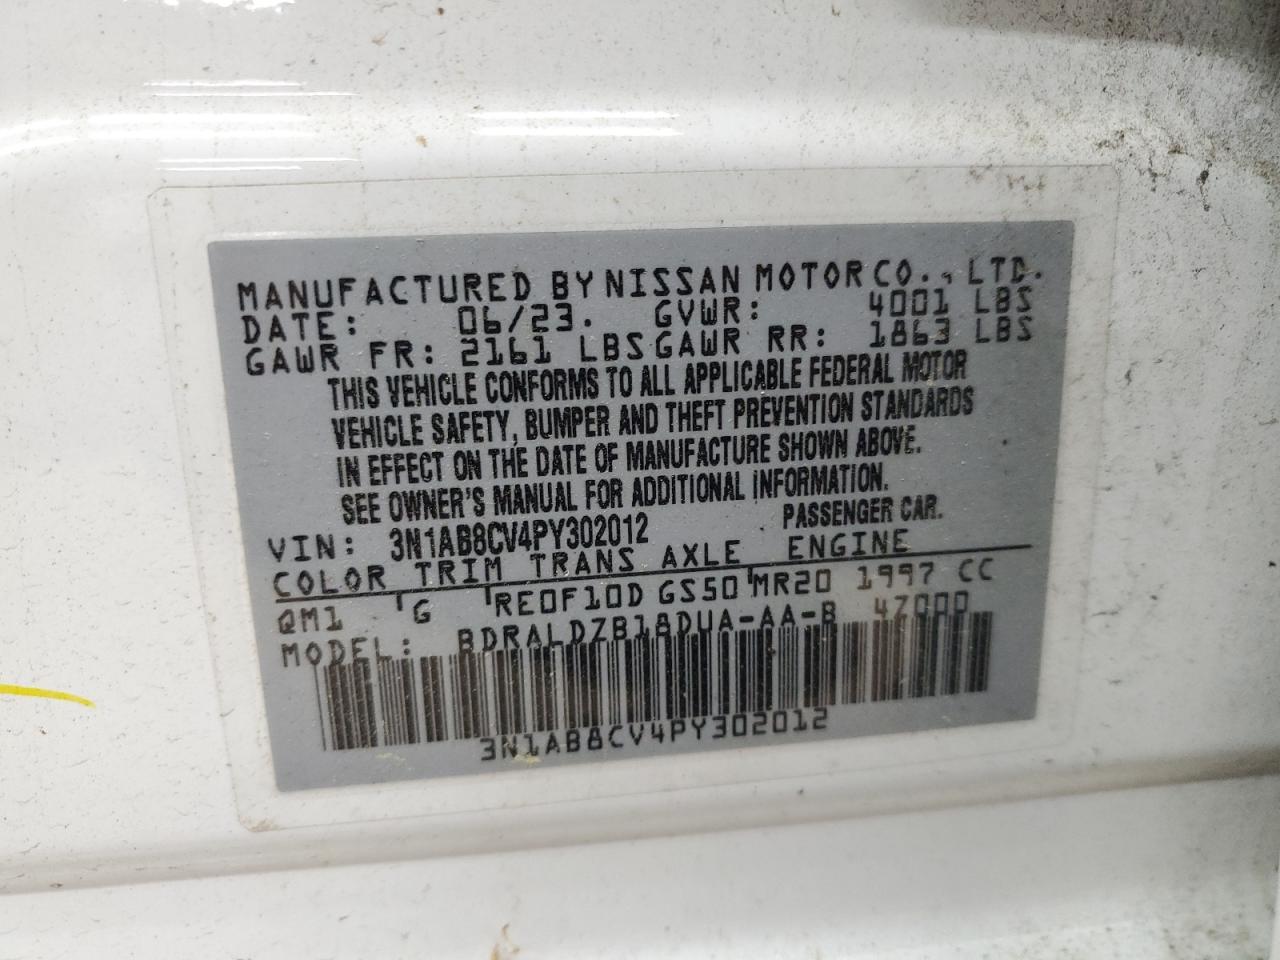 MANUFACTURED BY NISSAN MOTOR CO., LTD.
DATE: 06/23. GVWR: 4001 LBS
GAWR FR: 2161 LBS GAWR RR: 1863 LBS
THIS VEHICLE CONFORMS TO ALL APPLICABLE FEDERAL MOTOR
VEHICLE SAFETY, BUMPER AND THEFT PREVENTION STANDARDS
IN EFFECT ON THE DATE OF MANUFACTURE SHOWN ABOVE.
SEE OWNER'S MANUAL FOR ADDITIONAL INFORMATION.
VIN: 3N1AB8CV4PY302012 PASSENGER CAR.
COLOR TRIM TRANS AXLE ENGINE
QM1 G RE0F10D GS50 MR20 1997 CC
MODEL: BDRALDZB18DUA-AA-B 4Z000
3N1AB8CV4PY302012